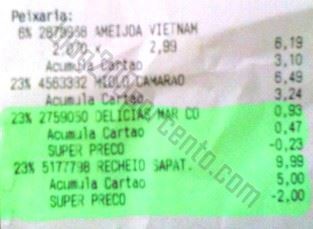 Peixaria:
6% 2879938 AMEIJOA VIETNAM
2,070 2,99 6,19
Acumula Cartao 3,10
23% 4563332 MIOLO CAMARAO 6,49
Acumula Cartao 3,24
23% 2759050 DELICIAS MAR CO 0,93
Acumula Cartao 0,47
SUPER PRECO -0,23
23% 5177798 RECHEIO SAPAT. 9,99
Acumula Cartao 5,00
SUPER PRECO -2,00